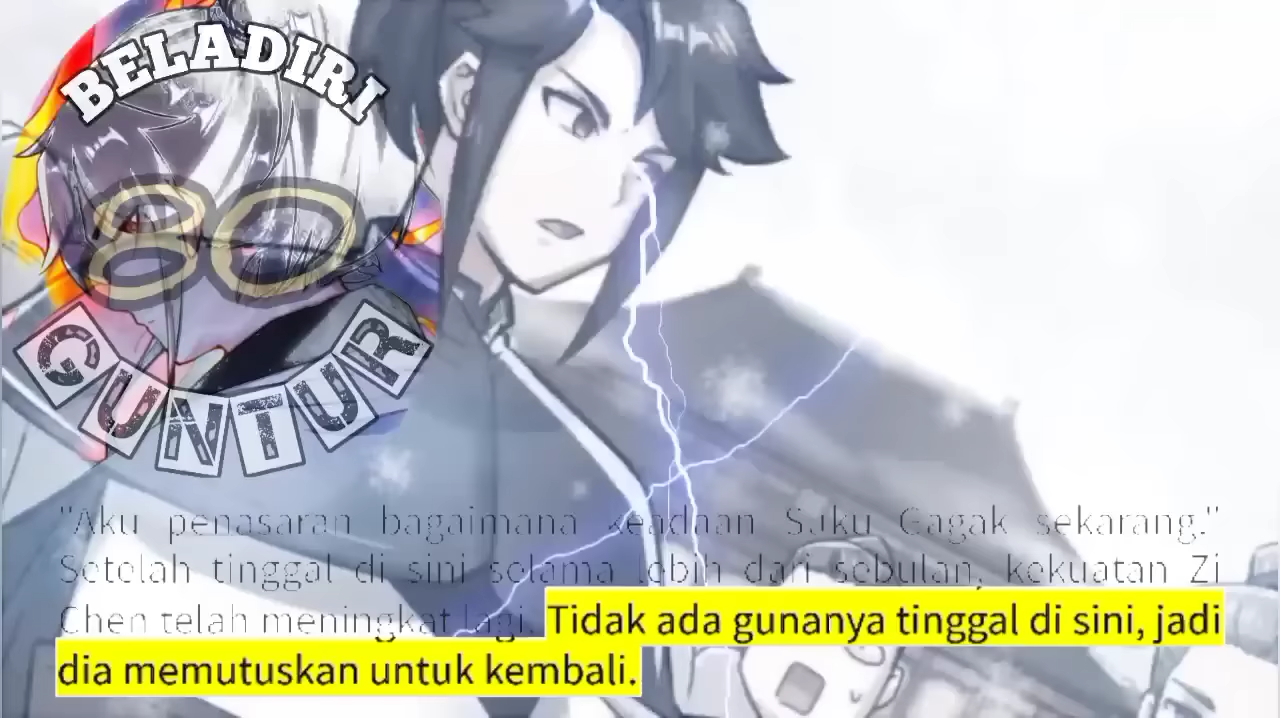 BELADIRI
80
GUNTUR
"Aku penasaran bagaimana keadaan Suku Gagak sekarang."
Setelah tinggal di sini selama lebih dari sebulan, kekuatan Zi
Chen telah meningkat lagi. Tidak ada gunanya tinggal di sini, jadi
dia memutuskan untuk kembali.